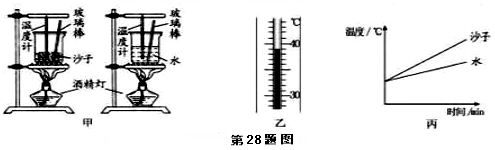 玻璃棒
温度计
沙子
玻璃棒
温度计
水
酒精灯
甲
℃
40
30
乙
温度/℃
沙子
水
时间/min
丙
第28题图